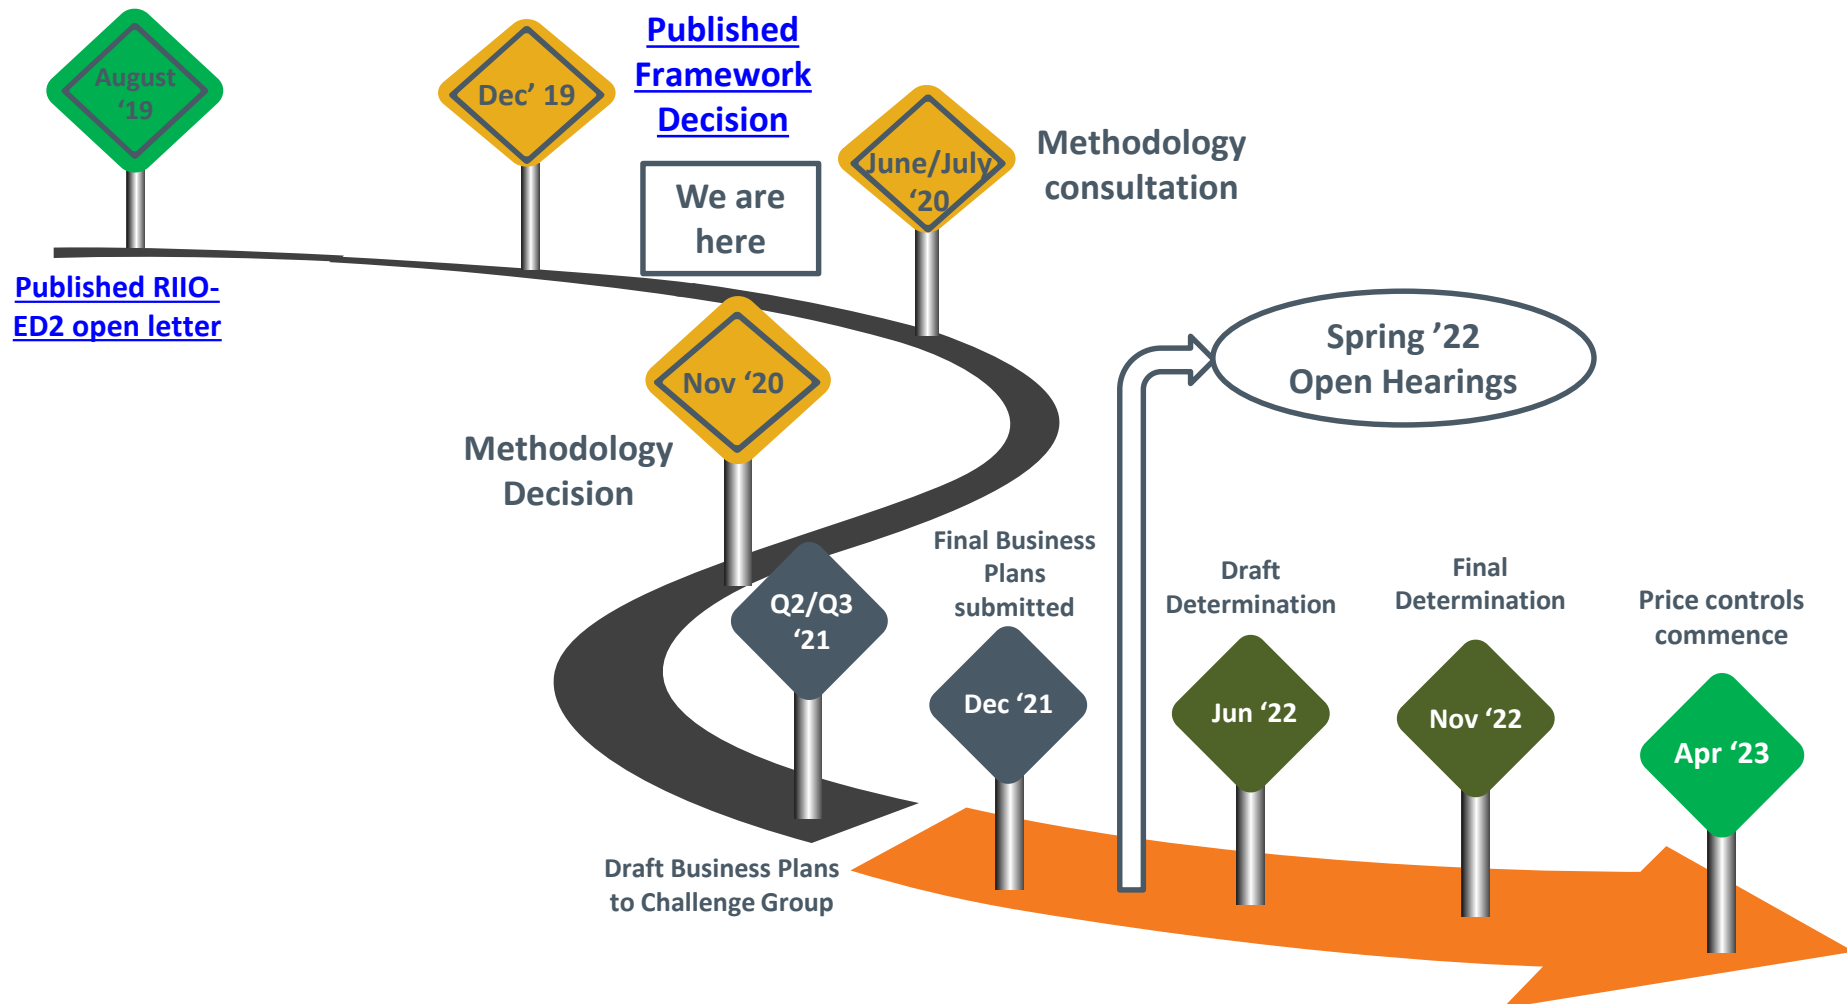 August
‘19
Published RIIO-
ED2 open letter
Dec’ 19
Published
Framework
Decision
We are
here
June/July
‘20
Methodology
consultation
Nov ‘20
Methodology
Decision
Q2/Q3
‘21
Draft Business Plans
to Challenge Group
Final Business
Plans
submitted
Dec ‘21
Spring ’22
Open Hearings
Draft
Determination
Jun ‘22
Final
Determination
Nov ‘22
Price controls
commence
Apr ‘23